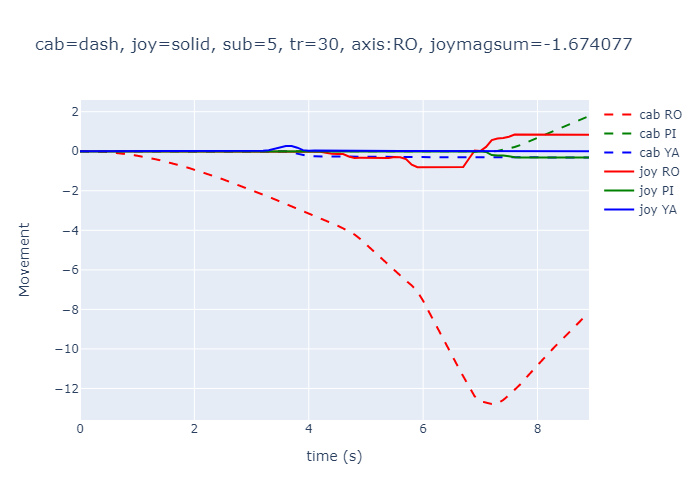 cab=dash, joy=solid, sub=5, tr=30, axis:RO, joymagsum=-1.674077
2
0
−2
−4
−6
−8
−10
−12
Movement
0
2
4
6
8
time (s)
cab RO
cab PI
cab YA
joy RO
joy PI
joy YA